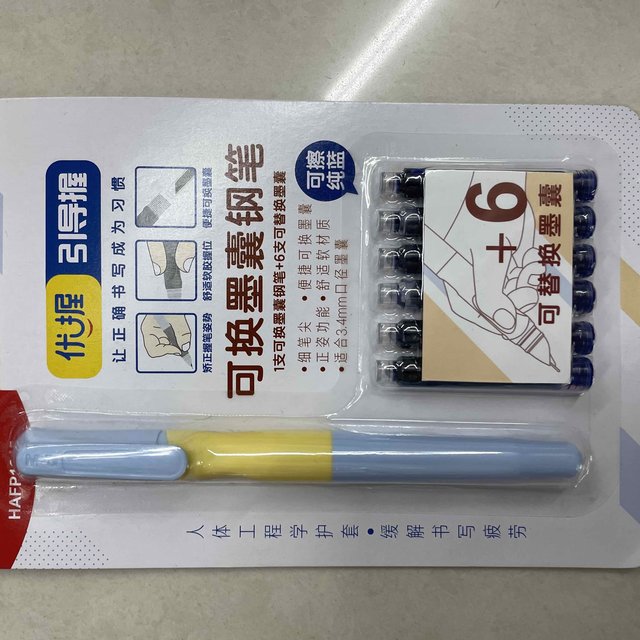 优握
引导握
让正确书写成为习惯
矫正握笔姿势
舒适软胶握位
便捷可换墨囊
可换墨囊钢笔
1支可换墨囊钢笔+6支可替换墨囊
可擦
纯蓝
·细笔尖 ·便捷可换墨囊
·正姿功能 ·舒适软材质
·适合3.4mm口径墨囊
+6
可替换墨囊
人体工程学护套·缓解书写疲劳